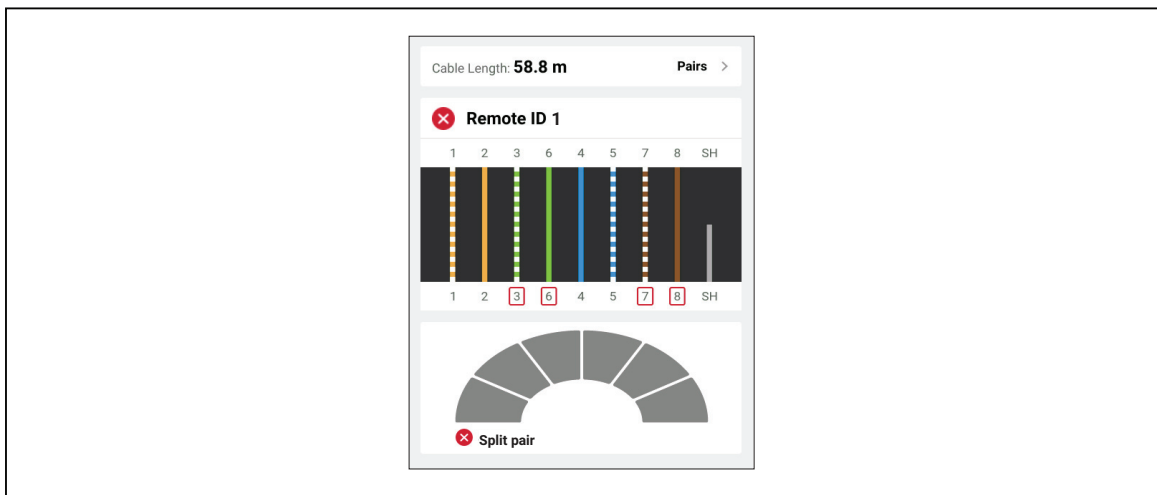 Cable Length: 58.8 m Pairs >
Remote ID 1
1 2 3 6 4 5 7 8 SH
1 2 3 6 4 5 7 8 SH
Split pair